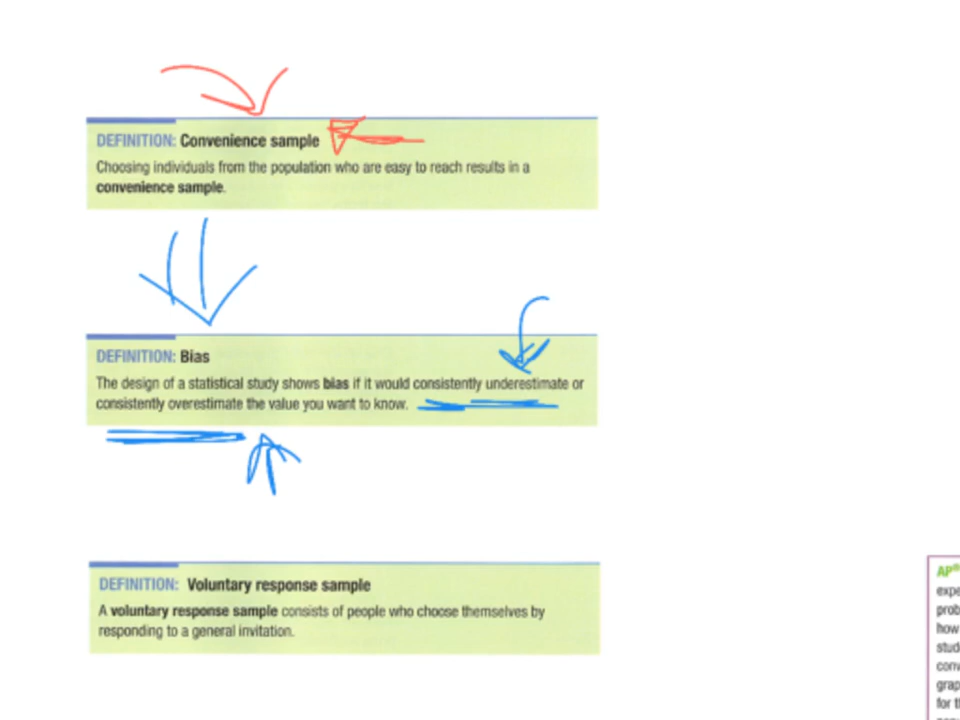 DEFINITION: Convenience sample
Choosing individuals from the population who are easy to reach results in a
convenience sample.
DEFINITION: Bias
The design of a statistical study shows bias if it would consistently underestimate or
consistently overestimate the value you want to know.
DEFINITION: Voluntary response sample
A voluntary response sample consists of people who choose themselves by
responding to a general invitation.
AP®
how